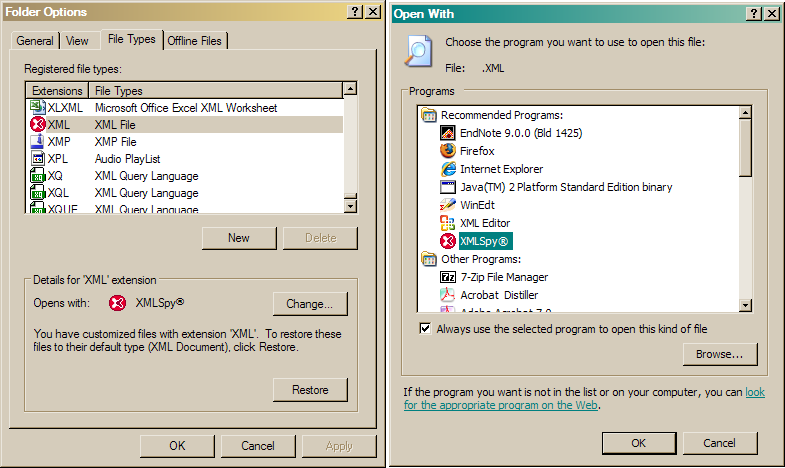 Folder Options
General View File Types Offline Files
Registered file types:
Extensions File Types
XLXML Microsoft Office Excel XML Worksheet
XML XML File
XMP XMP File
XPL Audio PlayList
XQ XML Query Language
XQL XML Query Language
XQUE XML Query Language
New Delete
Details for 'XML' extension
Opens with: XMLSpy® Change...
You have customized files with extension 'XML'. To restore these
files to their default type (XML Document), click Restore.
Restore
OK Cancel Apply
Open With
Choose the program you want to use to open this file:
File: .XML
Programs
Recommended Programs:
EndNote 9.0.0 (Bld 1425)
Firefox
Internet Explorer
Java(TM) 2 Platform Standard Edition binary
WinEdt
XML Editor
XMLSpy®
Other Programs:
7-Zip File Manager
Acrobat Distiller
Adobe Acrobat 7.0
Always use the selected program to open this kind of file
Browse...
If the program you want is not in the list or on your computer, you can look
for the appropriate program on the Web.
OK Cancel